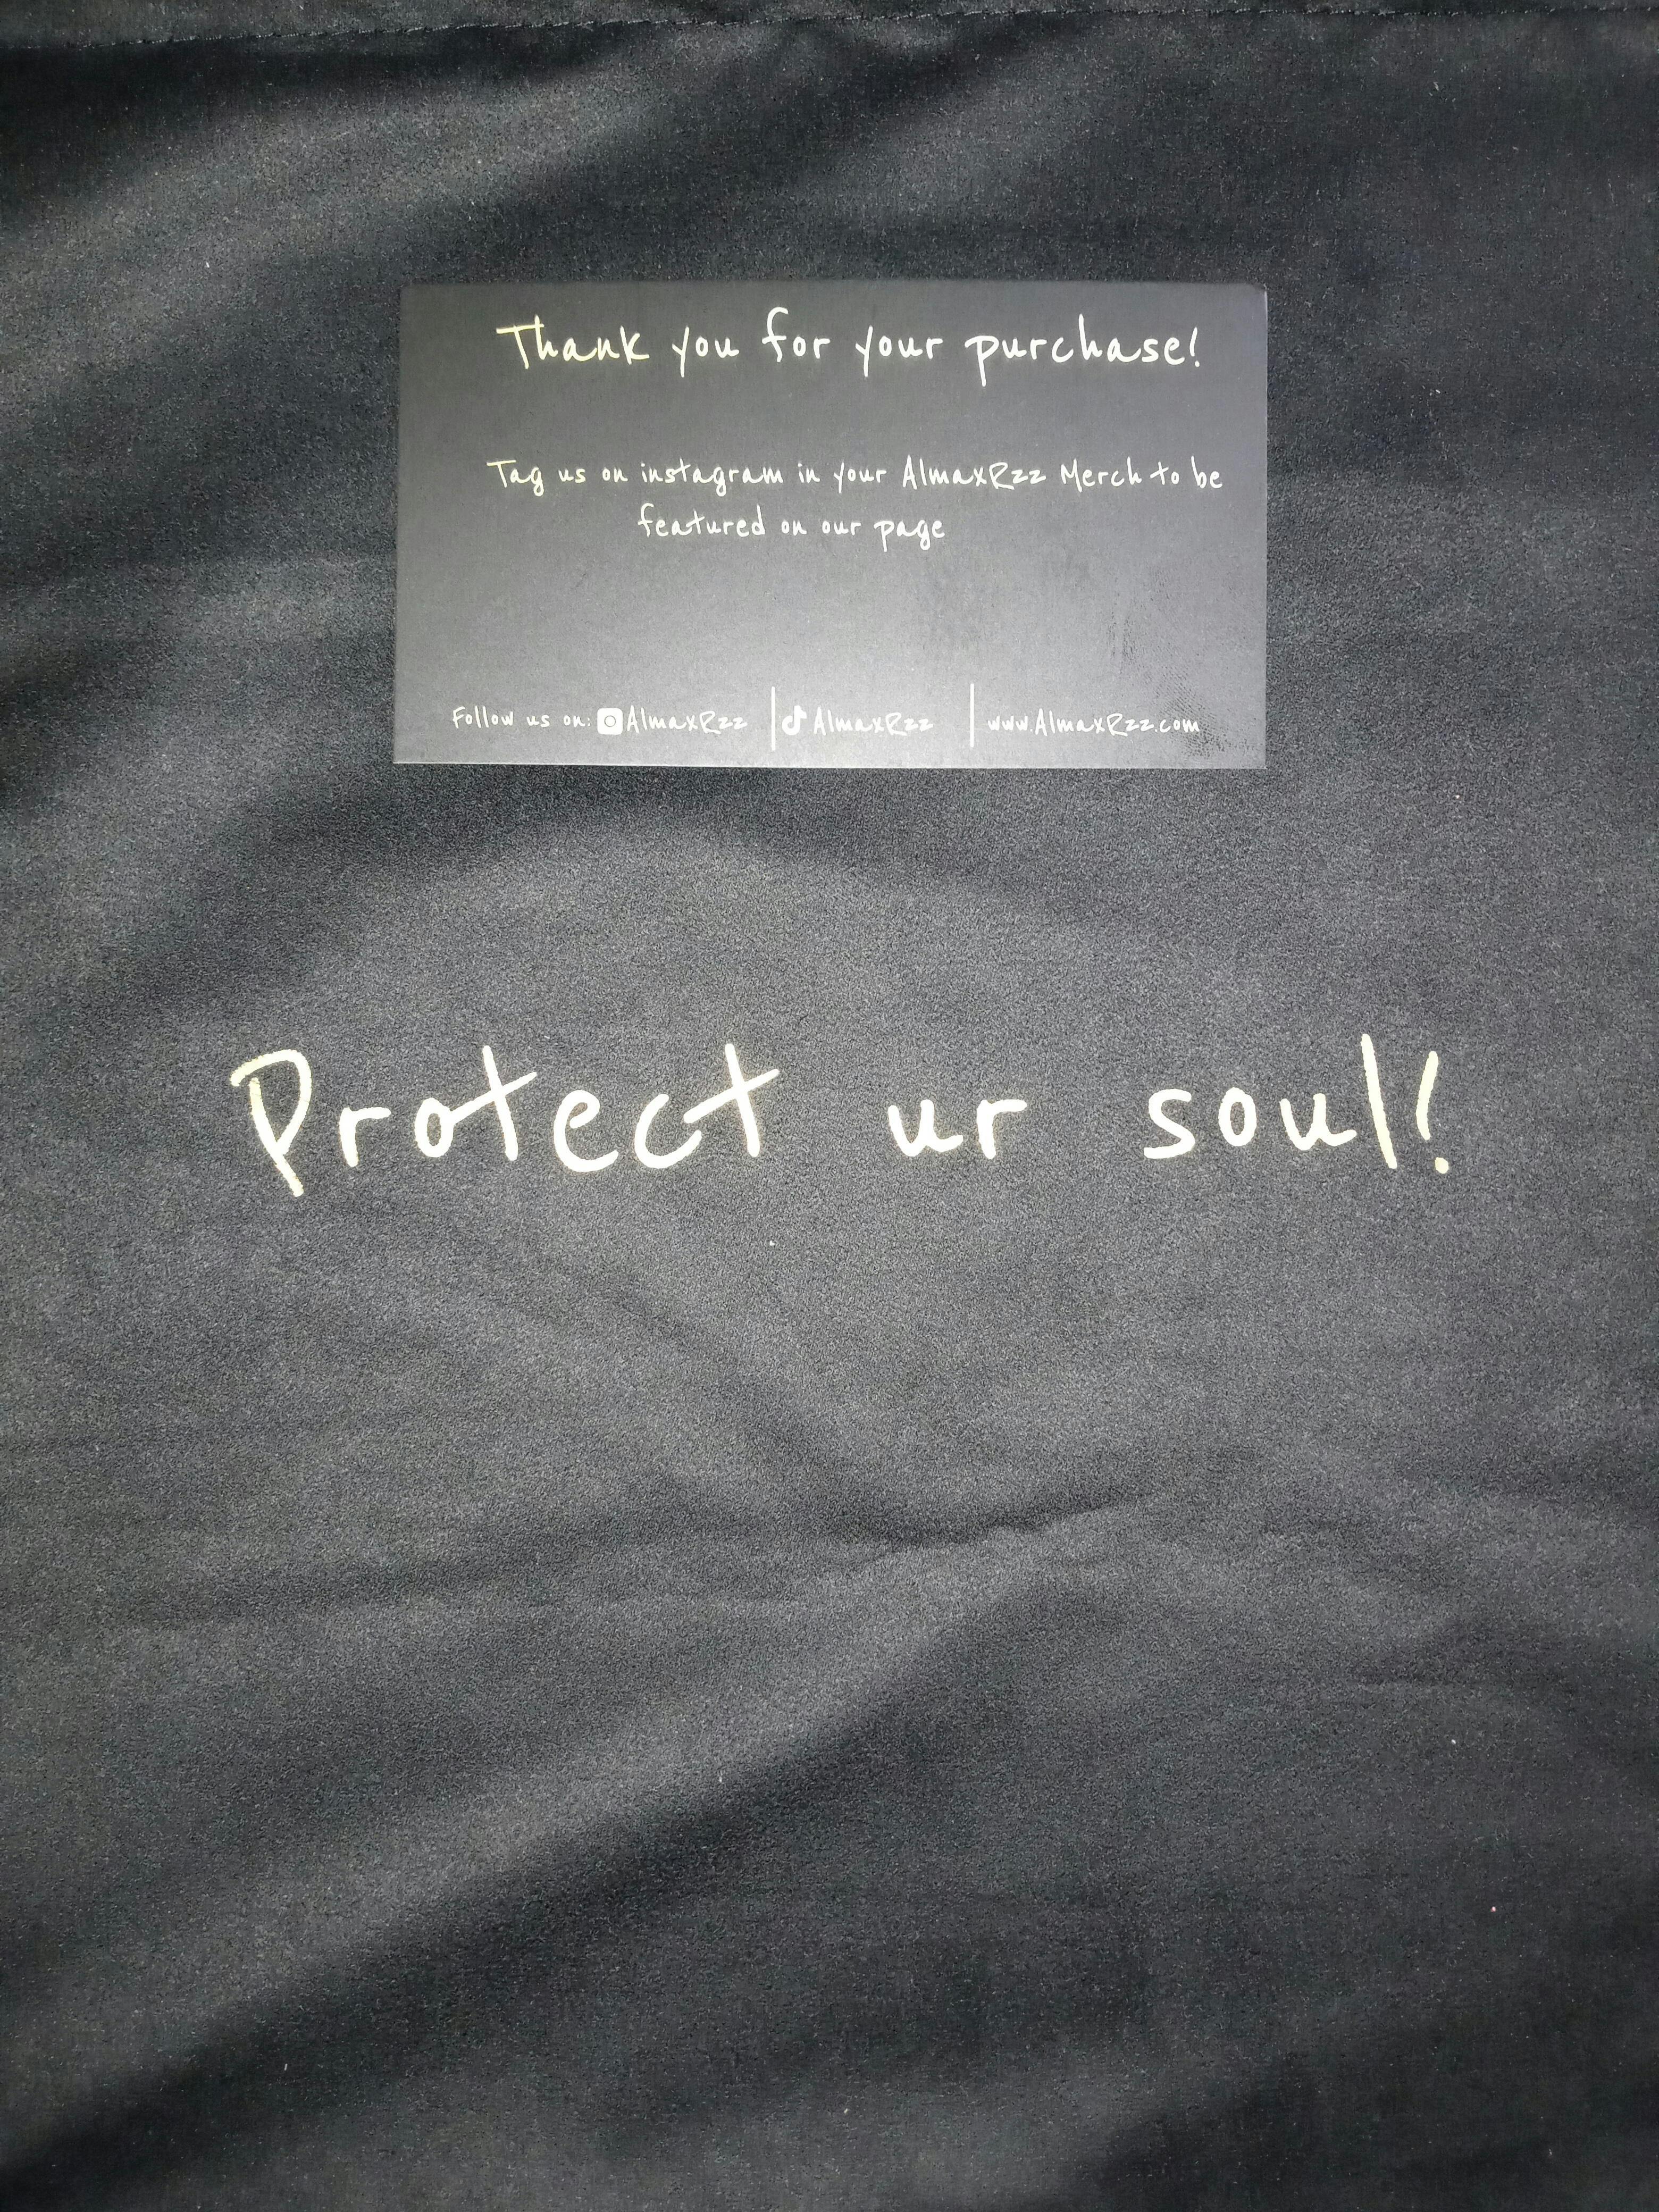 Thank you for your purchase!
Tag us on instagram in your AlmaxRzz Merch to be
featured on our page
Follow us on: AlmaxRzz | AlmaxRzz | www.AlmaxRzz.com
Protect ur soul!